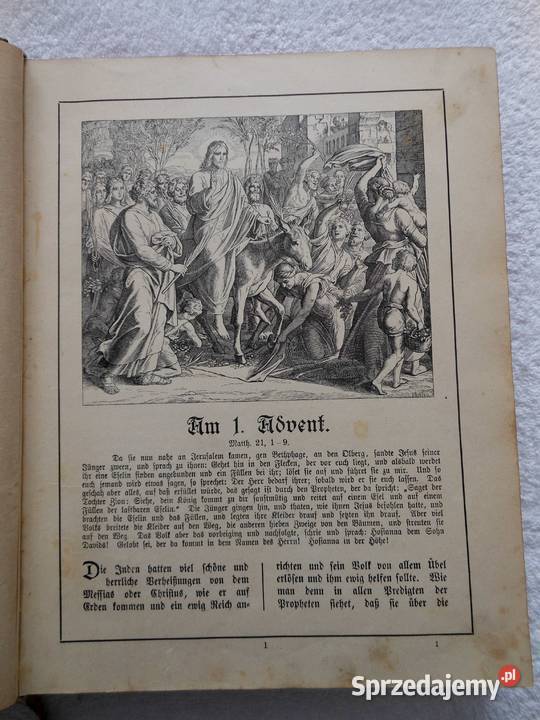 Am 1. Advent.
Matth. 21, 1-9.
Da sie nun nahe an Jerusalem kamen, gen Bethphage, an den Ölberg, sandte Jesus seiner
Jünger zween, und sprach zu ihnen: Gehet hin in den Flecken, der vor euch liegt, und alsbald werdet
ihr eine Eselin finden angebunden und ein Füllen bei ihr; löset sie auf und führet sie zu mir. Und so
euch jemand wird etwas sagen, so sprechet: Der Herr bedarf ihrer; sobald wird er sie euch lassen. Das
geschah aber alles, auf daß erfüllet würde, das gesagt ist durch den Propheten, der da spricht: „Saget der
Tochter Zion: Siehe, dein König kommt zu dir sanftmütig und reitet auf einem Esel und auf einem
Füllen der lastbaren Eselin.“ Die Jünger gingen hin, und thaten, wie ihnen Jesus befohlen hatte, und
brachten die Eselin und das Füllen, und legten ihre Kleider drauf und setzten ihn drauf. Aber viel
Volks breitete die Kleider auf den Weg, die anderen hieben Zweige von den Bäumen, und streuten sie
auf den Weg. Das Volk aber das vorbeiging und nachfolgte, schrie und sprach: Hosianna dem Sohn
Davids! Gelobt sei, der da kommt in dem Namen des Herrn! Hosianna in der Höhe!
Die Juden hatten viel schöne und
herrliche Verheißungen von dem
Messias oder Christus, wie er auf
Erden kommen und ein ewig Reich an-
richten und sein Volk von allem Übel
erlösen und ihm ewig helfen sollte. Wie
man denn in allen Predigten der
Propheten siehet, daß sie über die
1
1
Sprzedajemy.pl